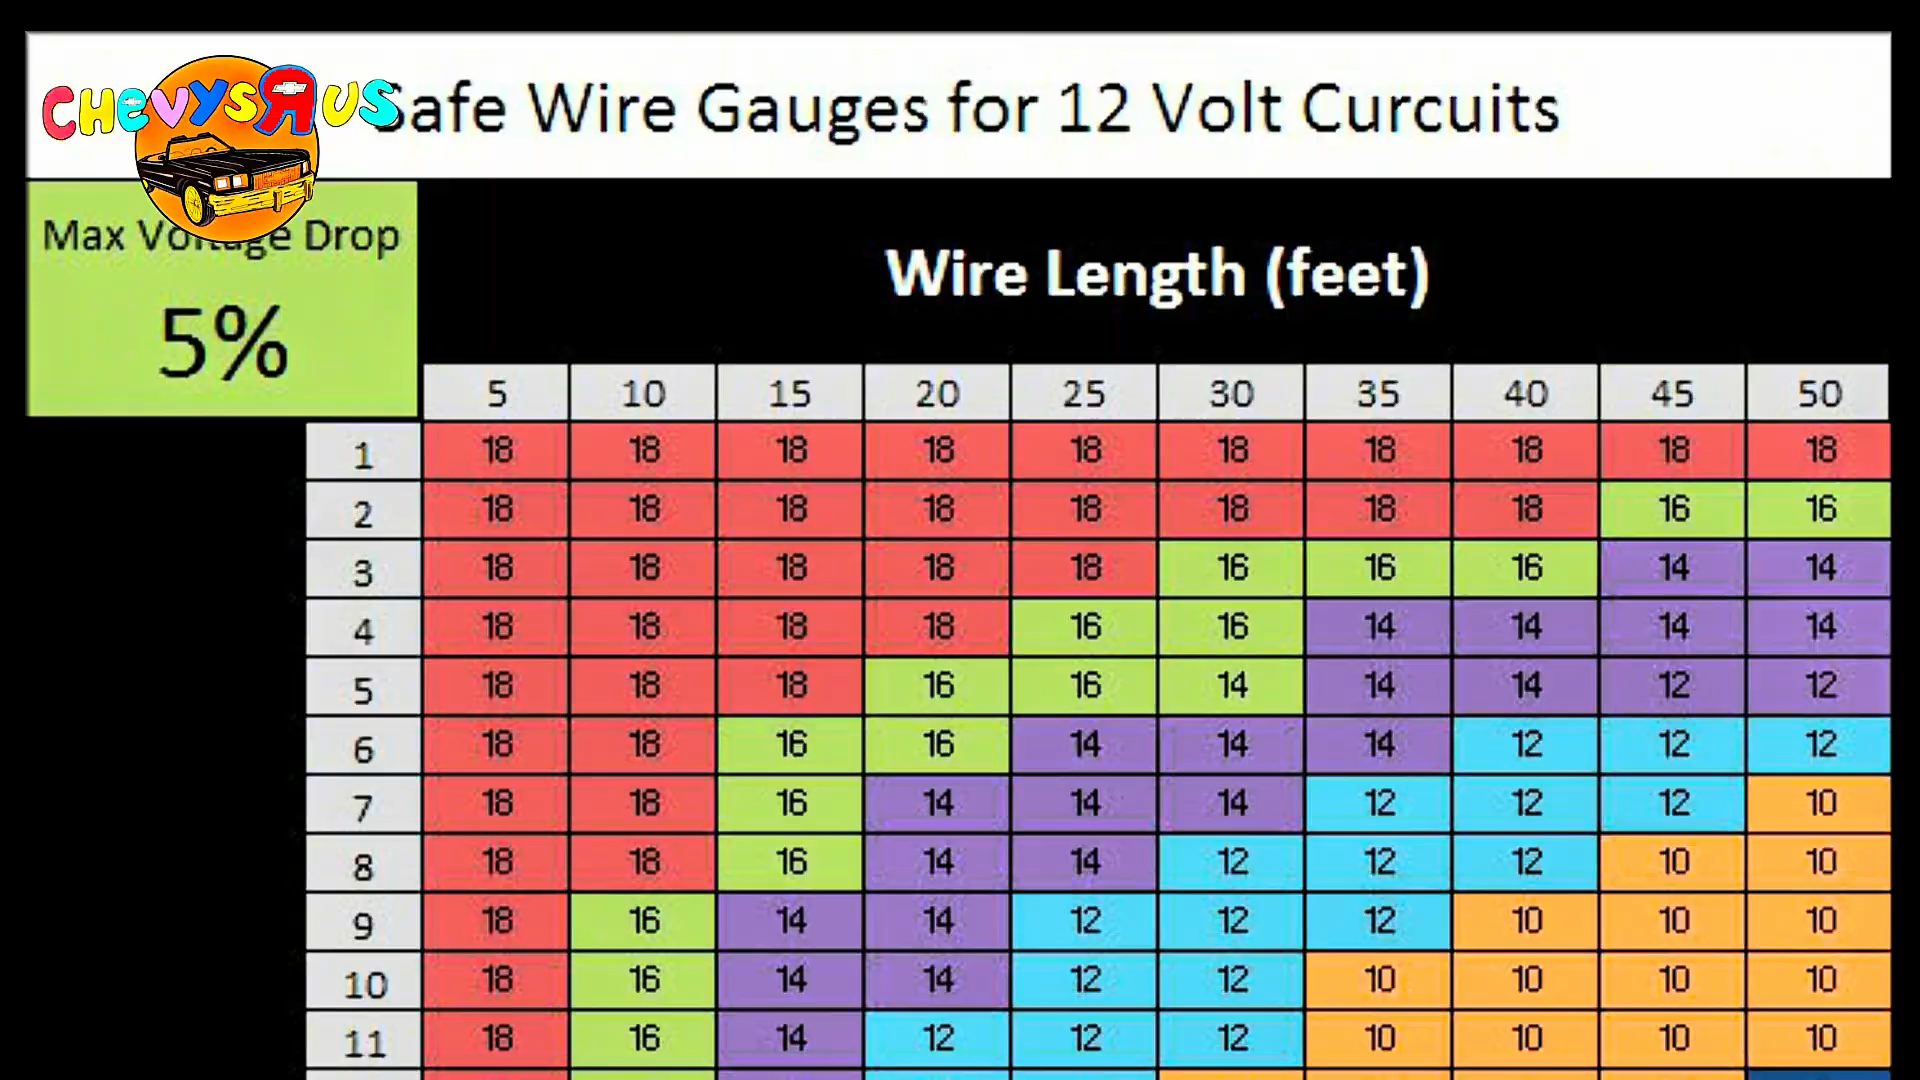 CHEVYS R US
Safe Wire Gauges for 12 Volt Curcuits
Max Voltage Drop
5%
Wire Length (feet)
5 10 15 20 25 30 35 40 45 50
1 18 18 18 18 18 18 18 18 18 18
2 18 18 18 18 18 18 18 18 16 16
3 18 18 18 18 18 16 16 16 14 14
4 18 18 18 18 16 16 14 14 14 14
5 18 18 18 16 16 14 14 14 12 12
6 18 18 16 16 14 14 14 12 12 12
7 18 18 16 14 14 14 12 12 12 10
8 18 18 16 14 14 12 12 12 10 10
9 18 16 14 14 12 12 12 10 10 10
10 18 16 14 14 12 12 10 10 10 10
11 18 16 14 12 12 12 10 10 10 10